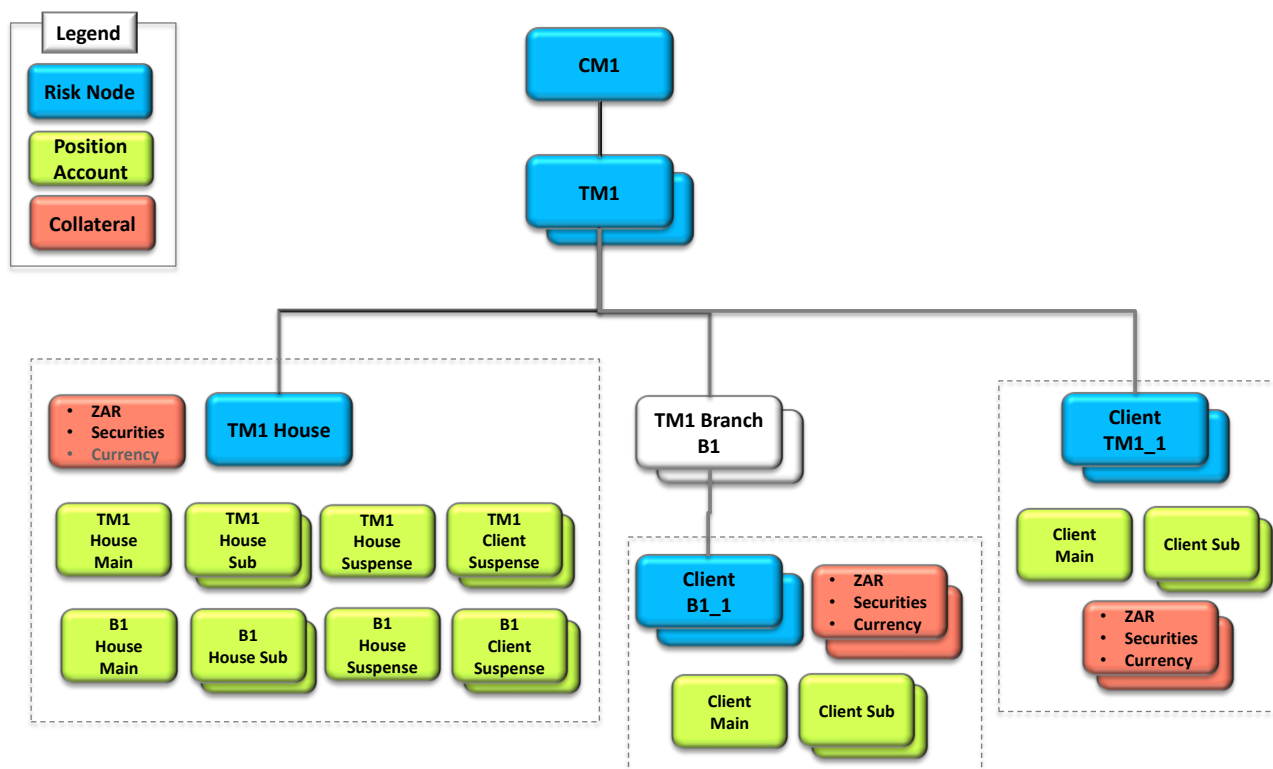 Legend
Risk Node
Position
Account
Collateral
CM1
TM1
• ZAR
• Securities
• Currency
TM1 House
TM1
House
Main
TM1
House
Sub
TM1
House
Suspense
TM1
Client
Suspense
B1
House
Main
B1
House Sub
B1
House
Suspense
B1
Client
Suspense
TM1 Branch
B1
Client
B1_1
• ZAR
• Securities
• Currency
Client
Main
Client Sub
Client
TM1_1
Client
Main
Client Sub
• ZAR
• Securities
• Currency